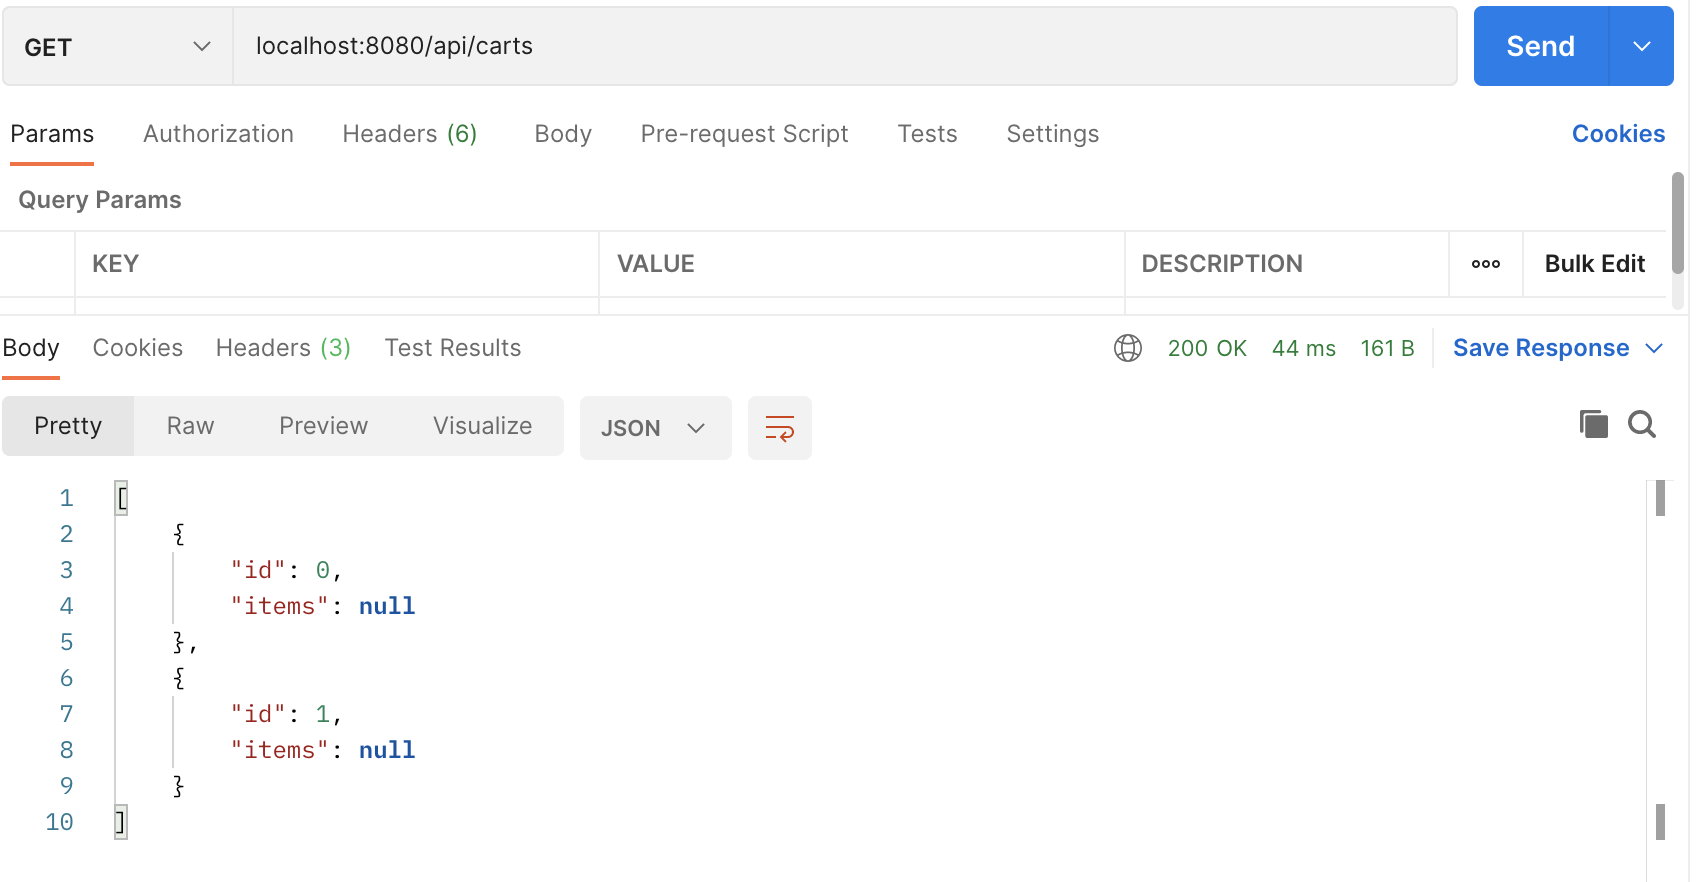 GET localhost:8080/api/carts Send
Params Authorization Headers (6) Body Pre-request Script Tests Settings Cookies
Query Params
KEY VALUE DESCRIPTION ooo Bulk Edit
Body Cookies Headers (3) Test Results 200 OK 44 ms 161 B Save Response
Pretty Raw Preview Visualize JSON
1 [
2 {
3 "id": 0,
4 "items": null
5 },
6 {
7 "id": 1,
8 "items": null
9 }
10 ]